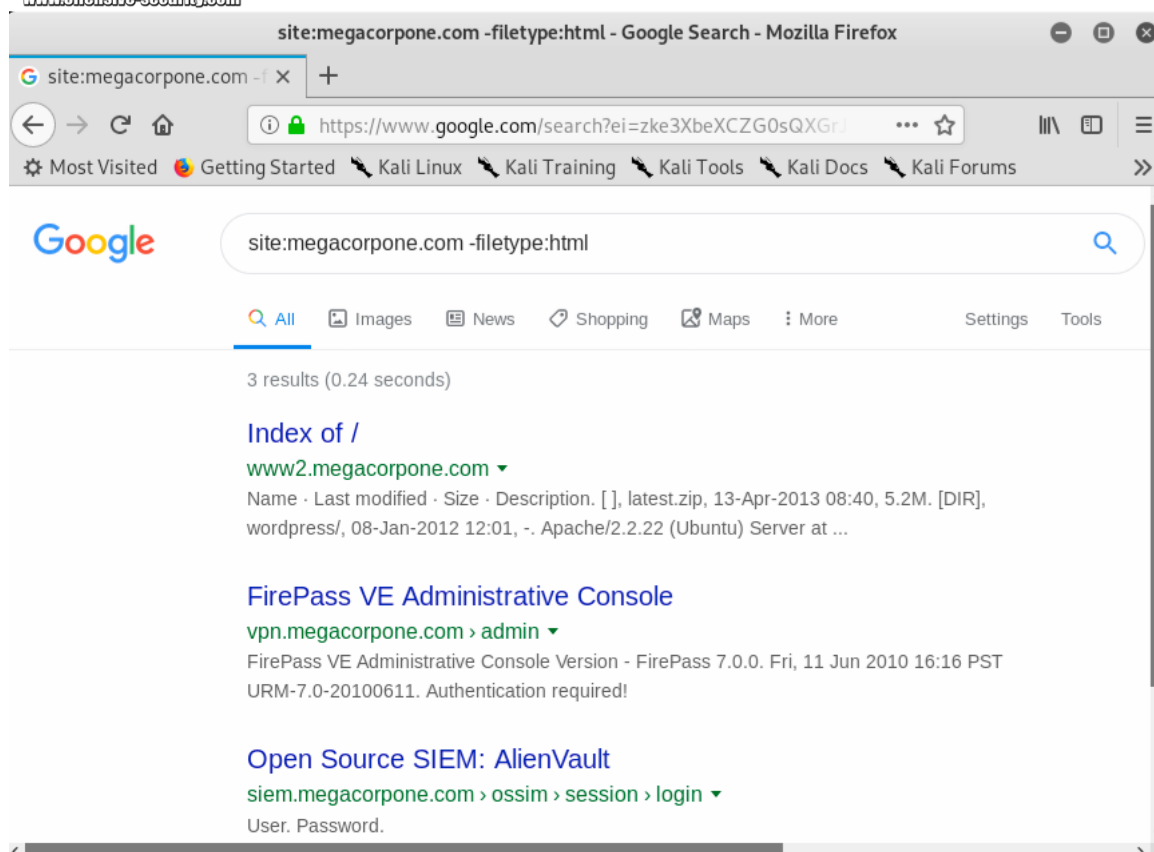 www.offensive-security.com
site:megacorpone.com -filetype:html - Google Search - Mozilla Firefox
site:megacorpone.com -f
https://www.google.com/search?ei=zke3XbeXCZG0sQXGr
Most Visited Getting Started Kali Linux Kali Training Kali Tools Kali Docs Kali Forums
Google
site:megacorpone.com -filetype:html
All Images News Shopping Maps More Settings Tools
3 results (0.24 seconds)
Index of /
www2.megacorpone.com
Name · Last modified · Size · Description. [ ], latest.zip, 13-Apr-2013 08:40, 5.2M. [DIR],
wordpress/, 08-Jan-2012 12:01, -. Apache/2.2.22 (Ubuntu) Server at ...
FirePass VE Administrative Console
vpn.megacorpone.com › admin
FirePass VE Administrative Console Version - FirePass 7.0.0. Fri, 11 Jun 2010 16:16 PST
URM-7.0-20100611. Authentication required!
Open Source SIEM: AlienVault
siem.megacorpone.com › ossim › session › login
User. Password.